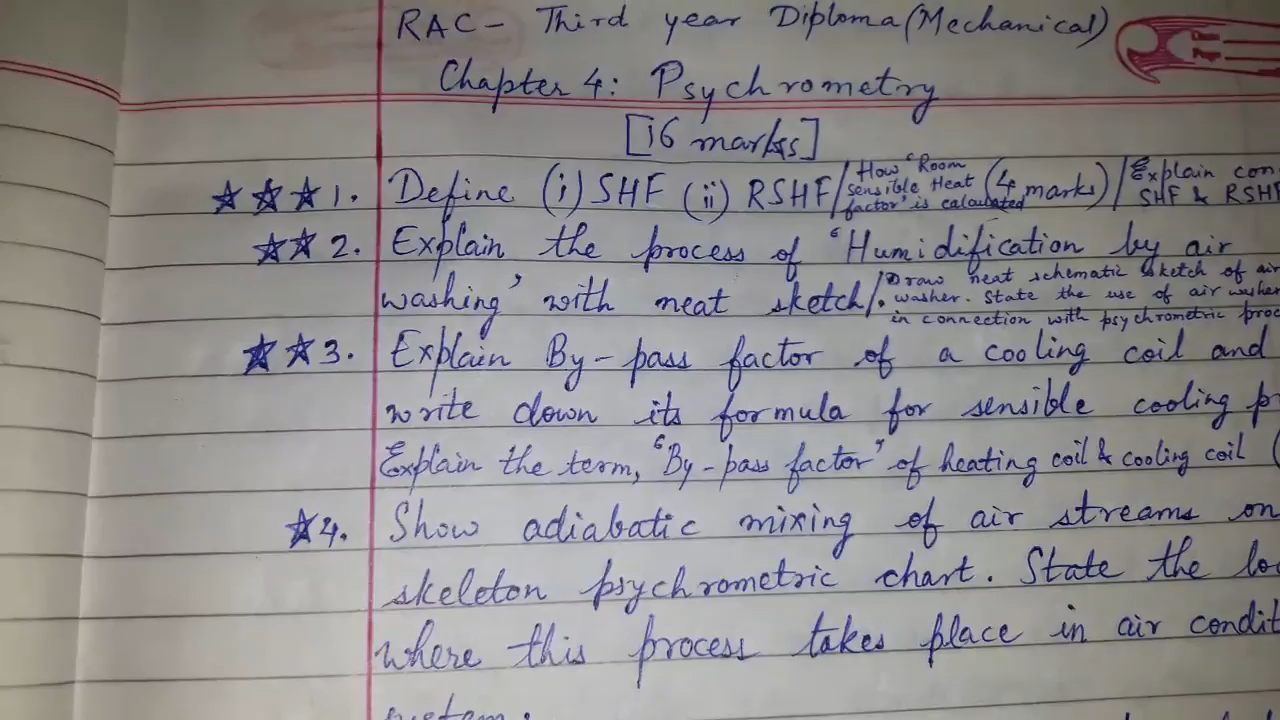 RAC - Third year Diploma (Mechanical)
Chapter 4: Psychrometry
[16 marks]
☆☆☆1. Define (i) SHF (ii) RSHF/How 'Room sensible Heat factor' is calculated (4 marks)/Explain con SHF & RSHF
☆☆2. Explain the process of 'Humidification by air
washing' with neat sketch/. Draw neat schematic sketch of air washer. State the use of air washer in connection with psychrometric proc
☆☆3. Explain By-pass factor of a cooling coil and
write down its formula for sensible cooling p
Explain the term, 'By-pass factor' of heating coil & cooling coil (
☆4. Show adiabatic mixing of air streams on
skeleton psychrometric chart. State the lo
where this process takes place in air condit